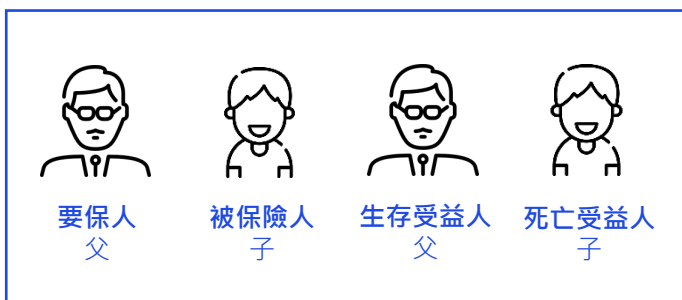 要保人 被保險人 生存受益人 死亡受益人
父 子 父 子